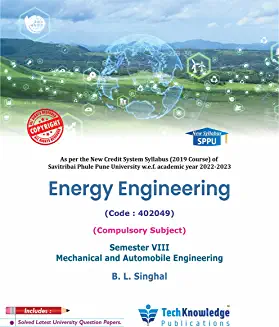 COPYRIGHT
New Syllabus
SPPU
As per the New Credit System Syllabus (2019 Course) of
Savitribai Phule Pune University w.e.f. academic year 2022-2023
Energy Engineering
(Code : 402049)
(Compulsory Subject)
Semester VIII
Mechanical and Automobile Engineering
B. L. Singhal
Includes :
Solved Latest University Question Papers.
TechKnowledge
Publications